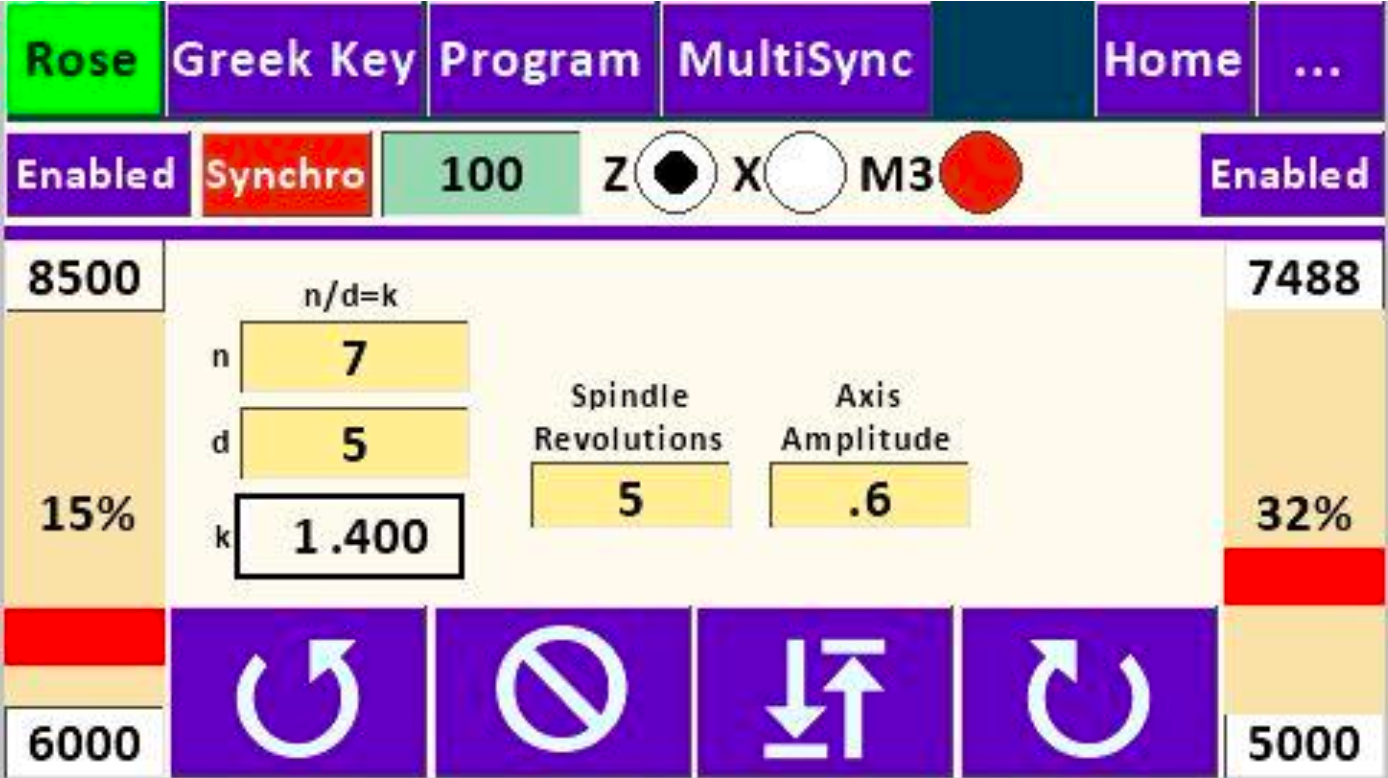 Rose Greek Key Program MultiSync Home ...
Enabled Synchro 100 Z X M3 Enabled
8500 7488
n/d=k
n 7
Spindle Axis
d 5 Revolutions Amplitude
5 .6
15% k 1.400 32%
6000 5000